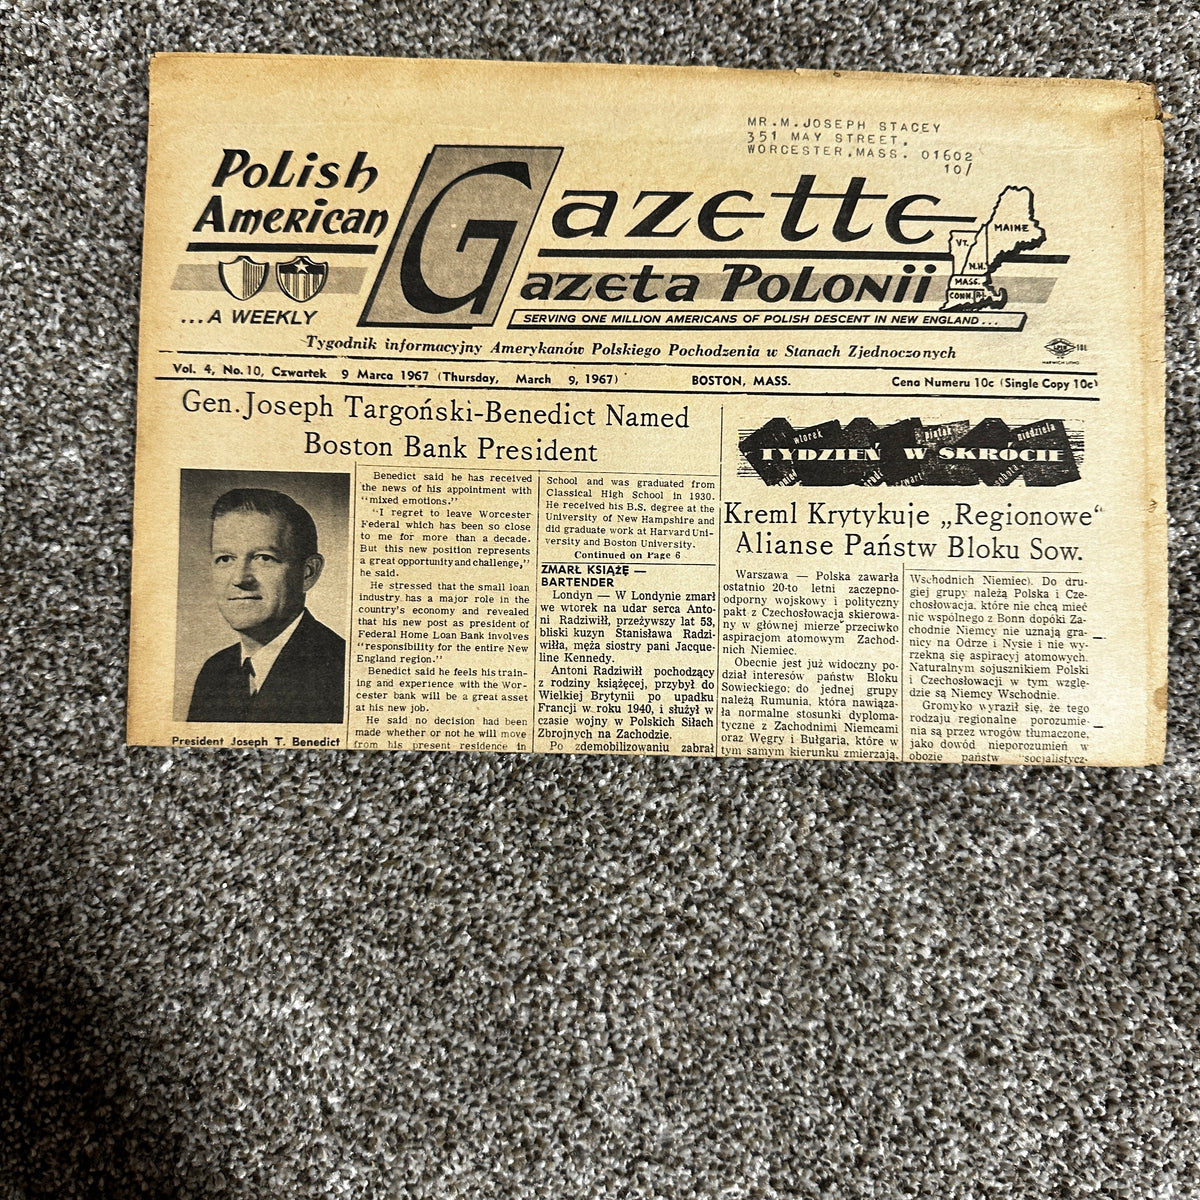 MR.M.JOSEPH STACEY
351 MAY STREET.
WORCESTER,MASS. 01602
10/
Polish
American
Gazette
Gazeta Polonii
...A WEEKLY
VT.
MAINE
N.H.
MASS.
CONN.
R.I.
SERVING ONE MILLION AMERICANS OF POLISH DESCENT IN NEW ENGLAND...
Tygodnik informacyjny Amerykanów Polskiego Pochodzenia w Stanach Zjednoczonych
Vol. 4, No. 10, Czwartek 9 Marca 1967 (Thursday, March 9, 1967) BOSTON, MASS. Cena Numeru 10c (Single Copy 10c)
Gen. Joseph Targoński-Benedict Named
Boston Bank President
President Joseph T. Benedict
Benedict said he has received
the news of his appointment with
"mixed emotions."
"I regret to leave Worcester
Federal which has been so close
to me for more than a decade.
But this new position represents
a great opportunity and challenge,"
he said.
He stressed that the small loan
industry has a major role in the
country's economy and revealed
that his new post as president of
Federal Home Loan Bank involves
"responsibility for the entire New
England region."
Benedict said he feels his train-
ing and experience with the Wor-
cester bank will be a great asset
at his new job.
He said no decision had been
made whether or not he will move
from his present residence in
School and was graduated from
Classical High School in 1930.
He received his B.S. degree at the
University of New Hampshire and
did graduate work at Harvard Uni-
versity and Boston University.
Continued on Page 6
ZMARŁ KSIĄŻĘ —
BARTENDER
Londyn — W Londynie zmarł
we wtorek na udar serca Anto-
ni Radziwiłł, przeżywszy lat 53,
bliski kuzyn Stanisława Radzi-
wiłła, męża siostry pani Jacque-
line Kennedy.
Antoni Radziwiłł pochodzący
z rodziny książęcej, przybył do
Wielkiej Brytynii po upadku
Francji w roku 1940, i służył w
czasie wojny w Polskich Siłach
Zbrojnych na Zachodzie.
Po zdemobilizowaniu zabrał
wtorek
piątek
niedziela
TYDZIEŃ W SKRÓCIE
sobota
Kreml Krytykuje „Regionowe“
Alianse Państw Bloku Sow.
Warszawa — Polska zawarła
ostatnio 20-to letni zaczepno-
odporny wojskowy i polityczny
pakt z Czechosłowacją skierowa-
ny w głównej mierze przeciwko
aspiracjom atomowym Zachod-
nich Niemiec.
Obecnie jest już widoczny po-
dział interesów państw Bloku
Sowieckiego: do jednej grupy
należą Rumunia, która nawiąza-
ła normalne stosunki dyploma-
tyczne z Zachodnimi Niemcami
oraz Węgry i Bułgaria, które w
tym samym kierunku zmierzają.
Wschodnich Niemiec). Do dru-
giej grupy należą Polska i Cze-
chosłowacja, które nie chcą mieć
nic wspólnego z Bonn dopóki Za-
chodnie Niemcy nie uznają gra-
nicy na Odrze i Nysie i nie wy-
rzekną się aspiracyj atomowych.
Naturalnym sojusznikiem Polski
i Czechosłowacji w tym wzglę-
dzie są Niemcy Wschodnie.
Gromyko wyraził się, że tego
rodzaju regionalne porozumie-
nia są przez wrogów tłumaczone,
jako dowód nieporozumień w
obozie państw "socjalistycz-